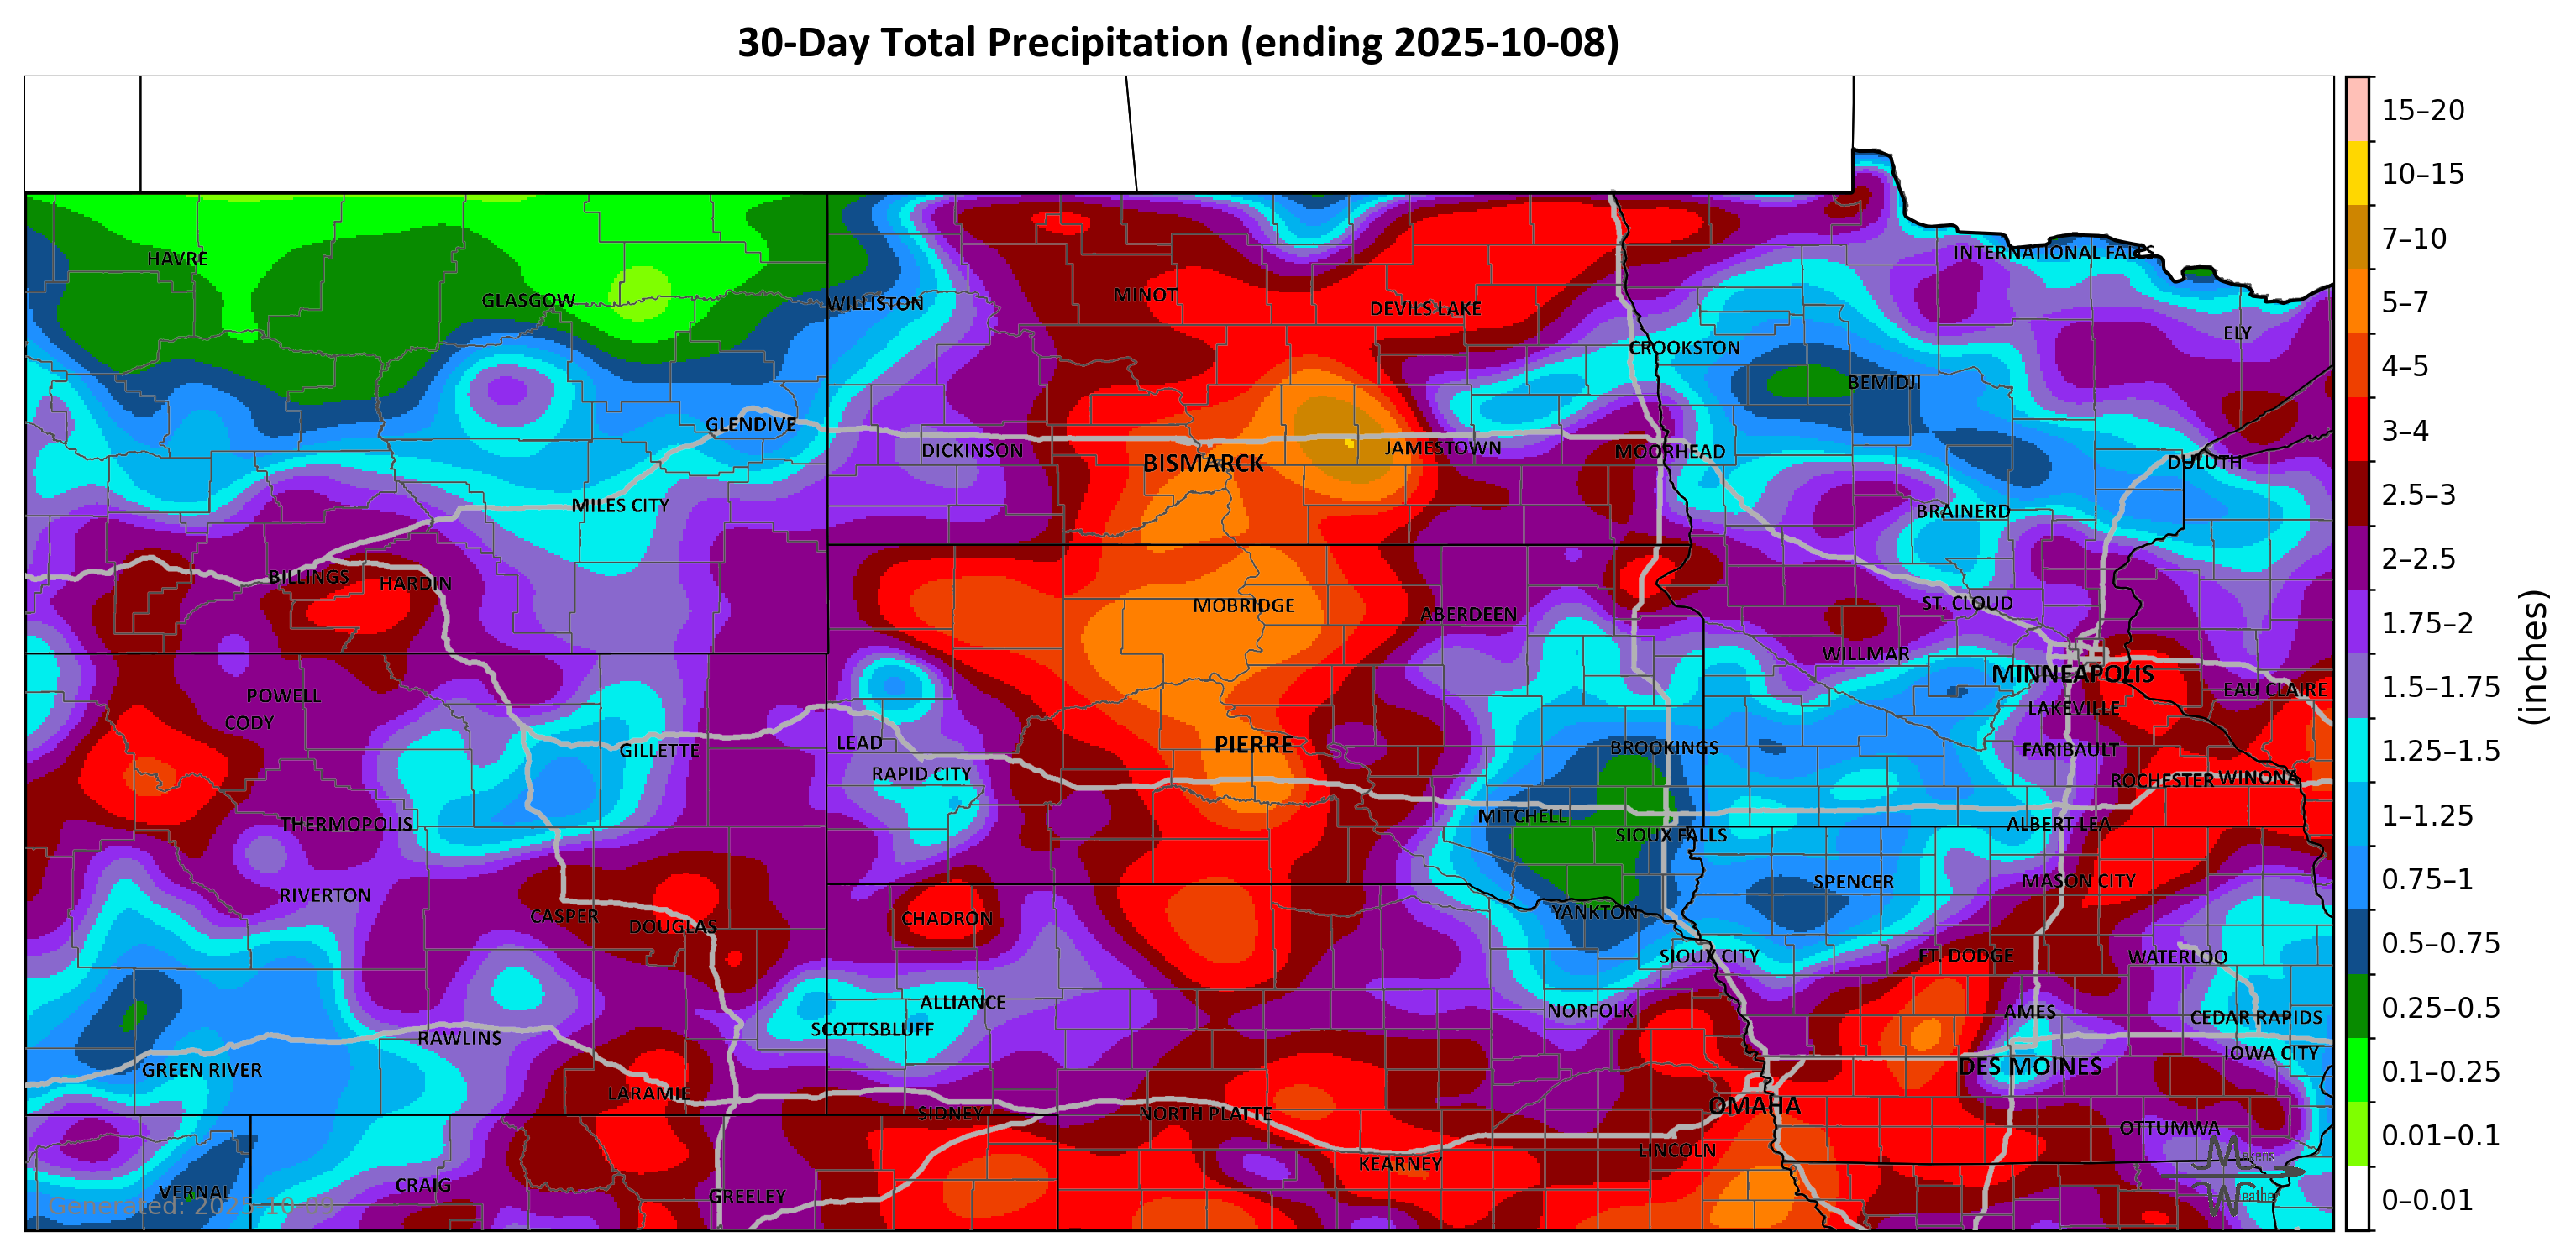 30-Day Total Precipitation (ending 2025-10-08)
15–20
10–15
7–10
5–7
4–5
3–4
2.5–3
2–2.5
1.75–2
1.5–1.75
1.25–1.5
1–1.25
0.75–1
0.5–0.75
0.25–0.5
0.1–0.25
0.01–0.1
0–0.01
(inches)
HAVRE
INTERNATIONAL FALLS
GLASGOW
WILLISTON
MINOT
DEVILS LAKE
ELY
CROOKSTON
BEMIDJI
GLENDIVE
DICKINSON
BISMARCK
JAMESTOWN
MOORHEAD
DULUTH
MILES CITY
BRAINERD
BILLINGS
HARDIN
MOBRIDGE
ABERDEEN
ST. CLOUD
WILLMAR
MINNEAPOLIS
EAU CLAIRE
POWELL
CODY
LAKEVILLE
GILLETTE
LEAD
PIERRE
BROOKINGS
FARIBAULT
RAPID CITY
ROCHESTER
WINONA
THERMOPOLIS
MITCHELL
SIOUX FALLS
ALBERT LEA
RIVERTON
CASPER
DOUGLAS
CHADRON
YANKTON
SPENCER
MASON CITY
SIOUX CITY
FT. DODGE
WATERLOO
ALLIANCE
SCOTTSBLUFF
NORFOLK
AMES
CEDAR RAPIDS
RAWLINS
IOWA CITY
GREEN RIVER
LARAMIE
DES MOINES
SIDNEY
NORTH PLATTE
OMAHA
OTTUMWA
LINCOLN
KEARNEY
VERNAL
CRAIG
GREELEY
Generated: 2025-10-09
Weather